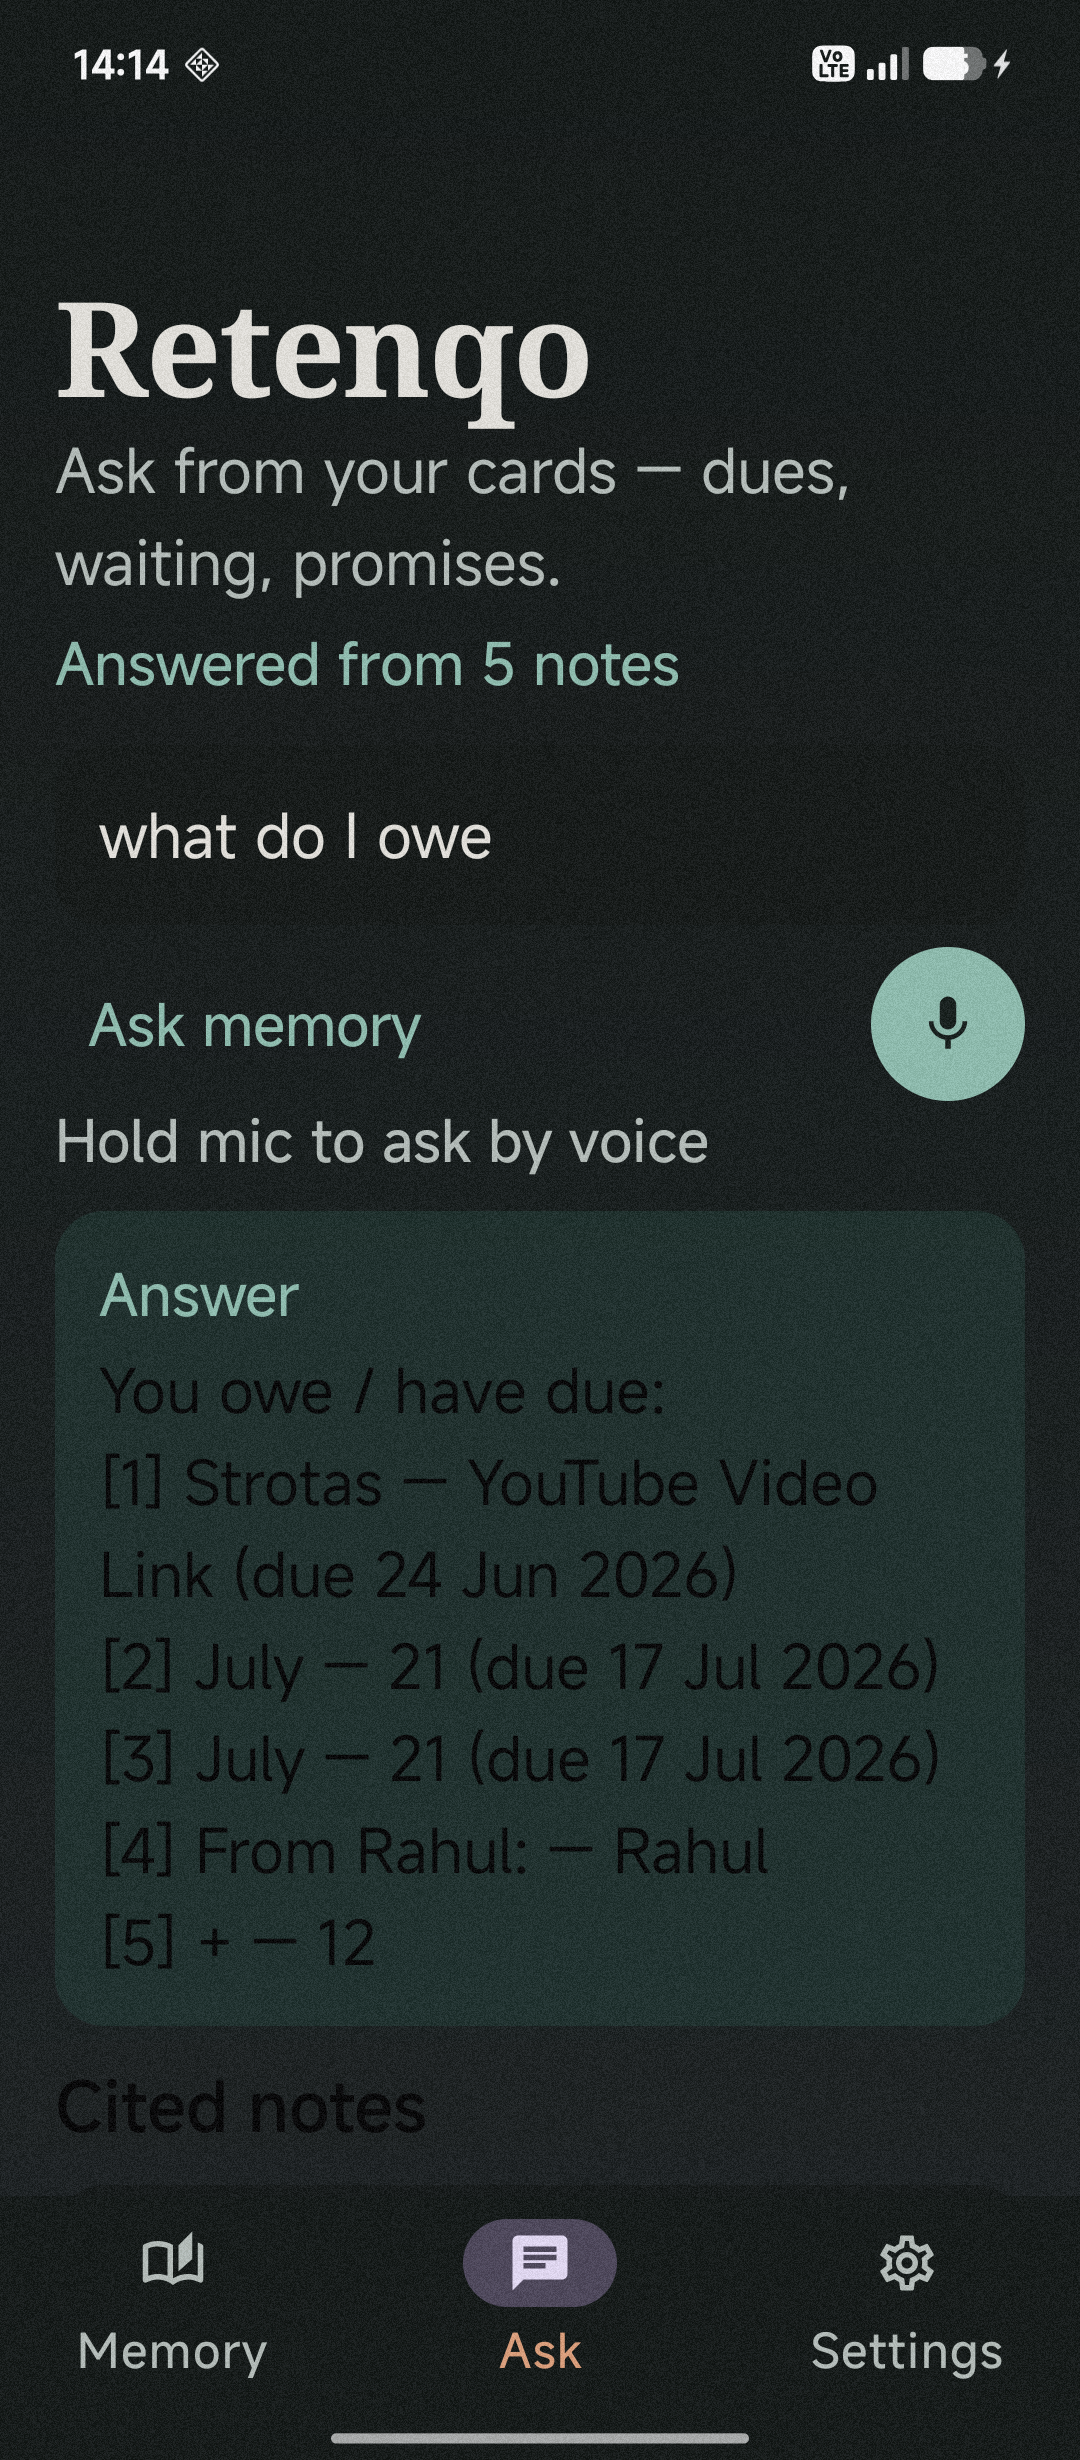 14:14
Vo LTE
Retenqo
Ask from your cards — dues,
waiting, promises.
Answered from 5 notes
what do I owe
Ask memory
Hold mic to ask by voice
Answer
You owe / have due:
[1] Strotas — YouTube Video
Link (due 24 Jun 2026)
[2] July — 21 (due 17 Jul 2026)
[3] July — 21 (due 17 Jul 2026)
[4] From Rahul: — Rahul
[5] + — 12
Cited notes
Memory
Ask
Settings